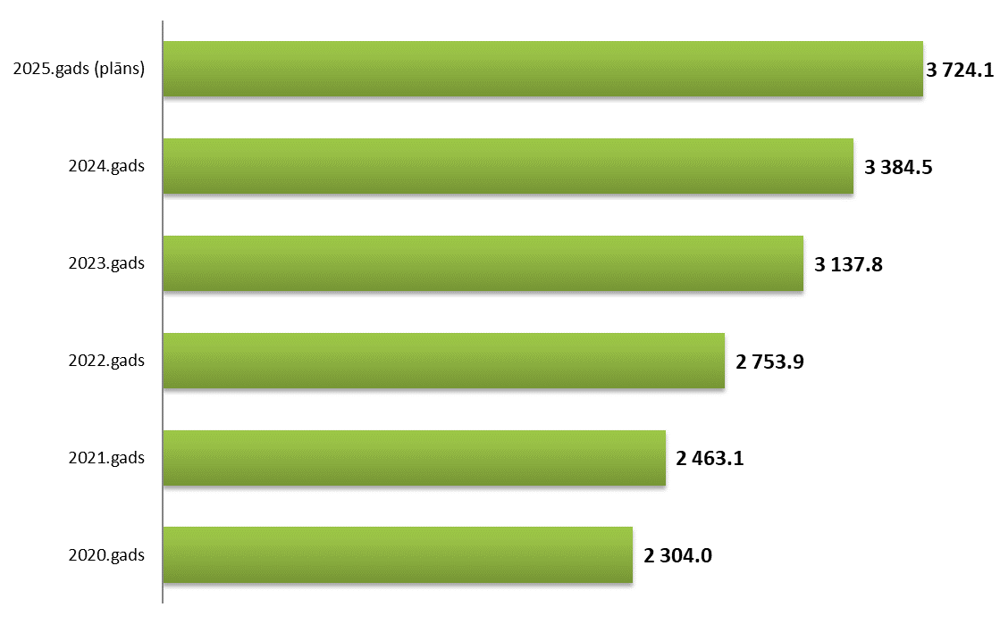 2025.gads (plāns) 3 724.1
2024.gads 3 384.5
2023.gads 3 137.8
2022.gads 2 753.9
2021.gads 2 463.1
2020.gads 2 304.0